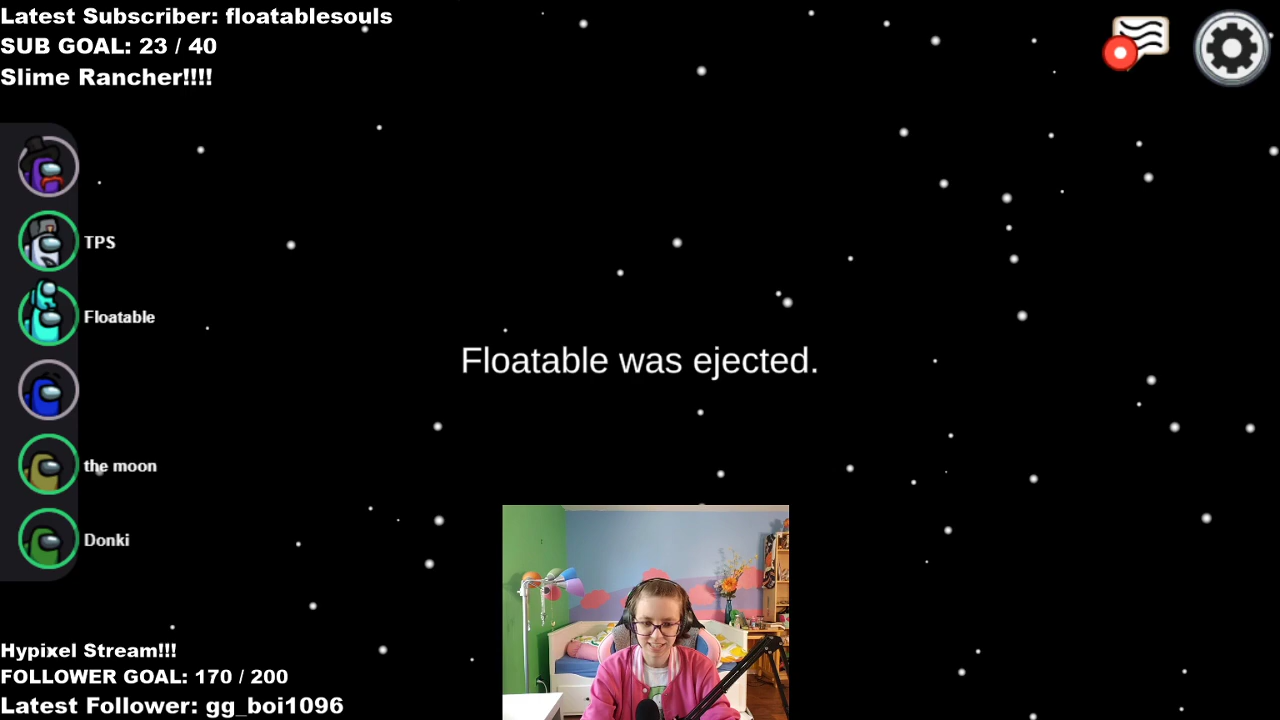 Latest Subscriber: floatablesouls
SUB GOAL: 23 / 40
Slime Rancher!!!!
TPS
Floatable
Floatable was ejected.
the moon
Donki
Hypixel Stream!!!
FOLLOWER GOAL: 170 / 200
Latest Follower: gg_boi1096